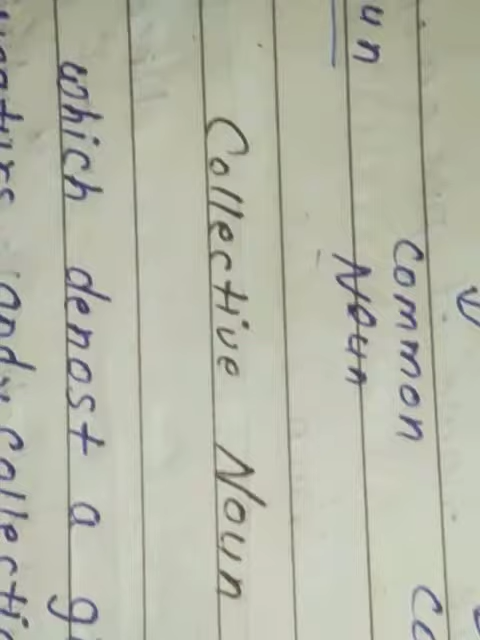 un
common
Noun
Collective Noun
which denost a
and collecti